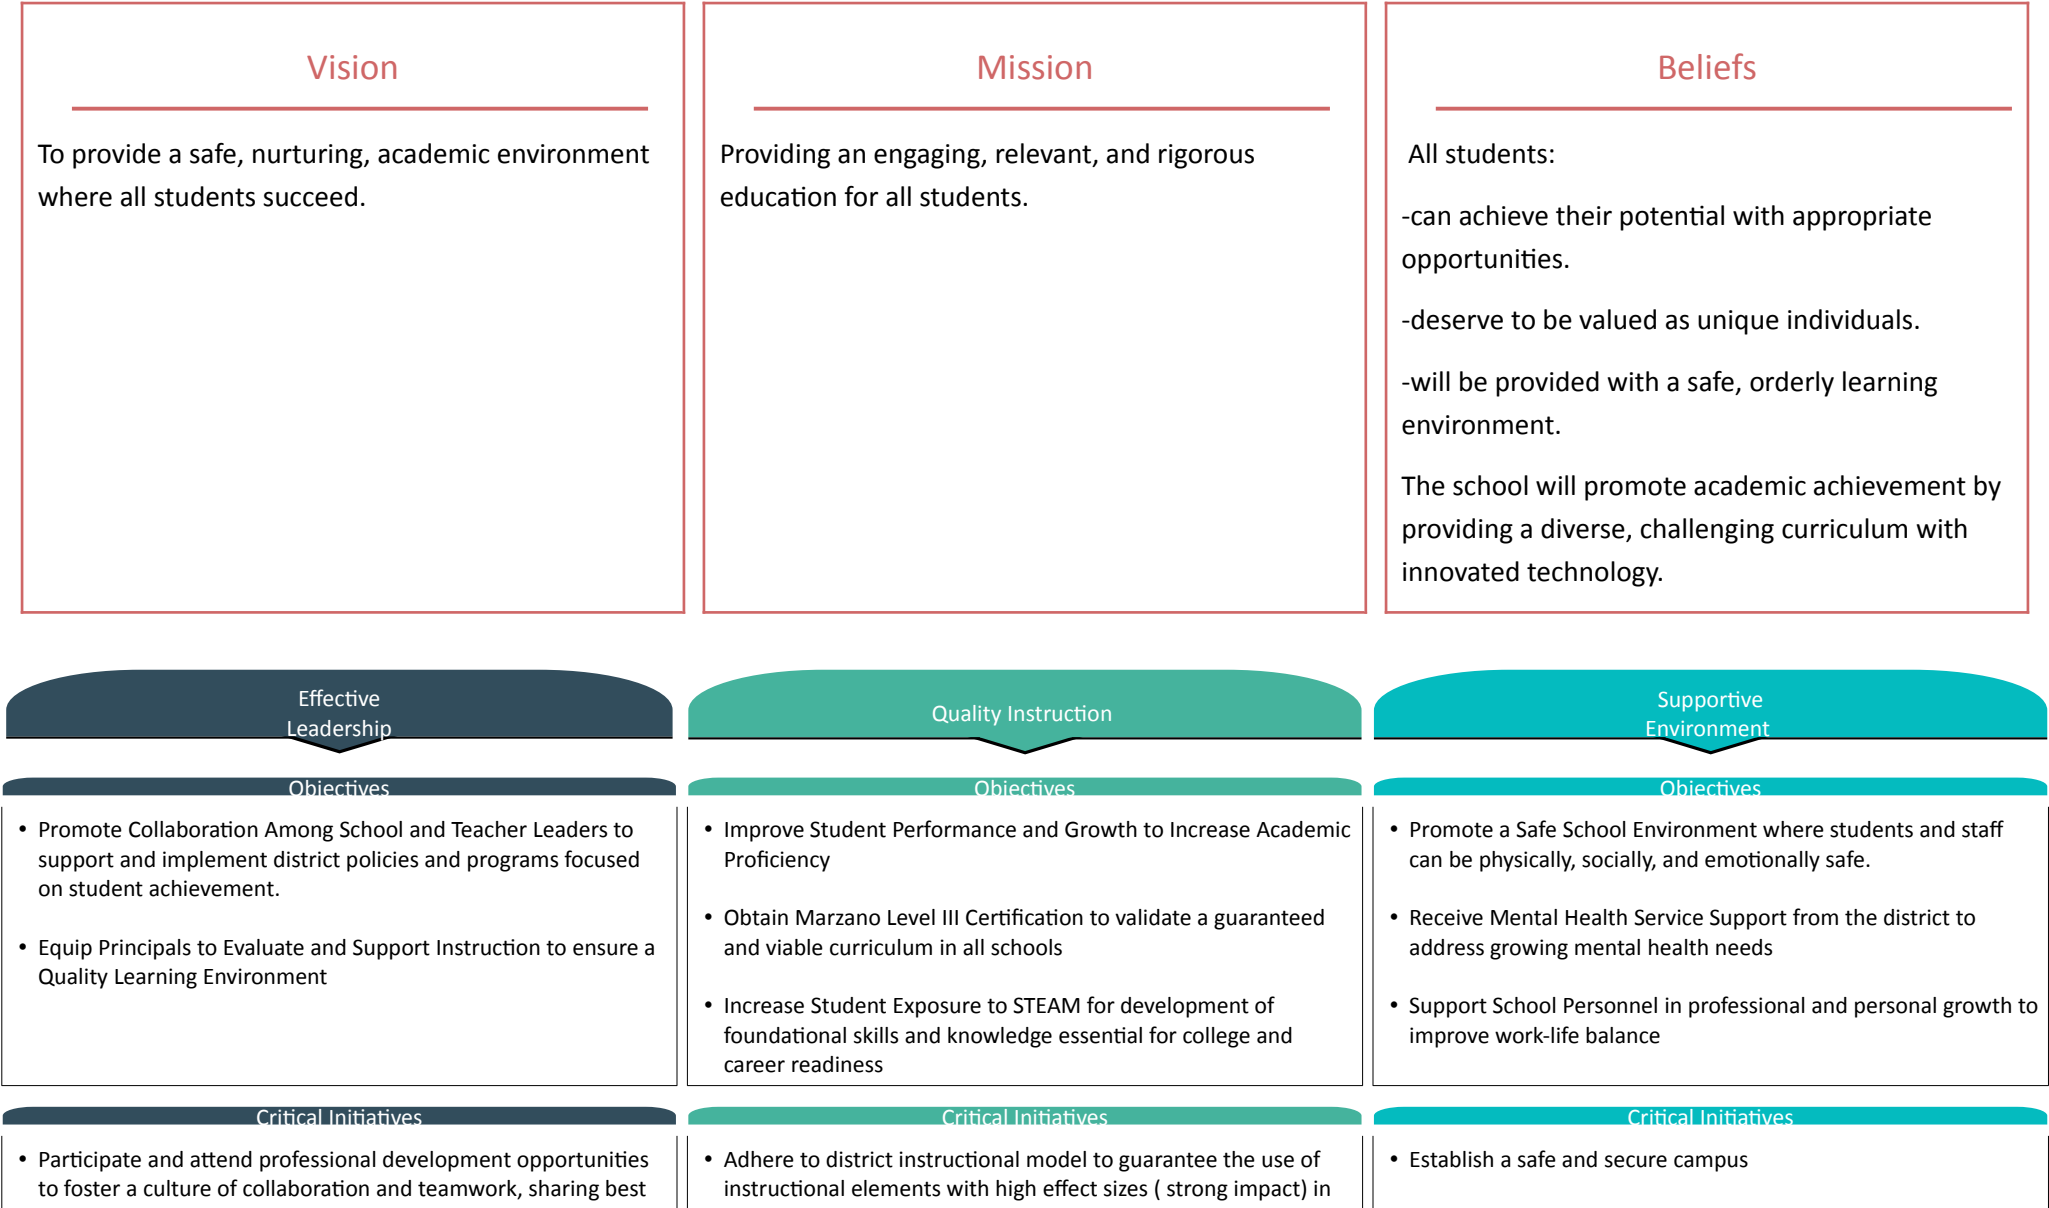 Vision
To provide a safe, nurturing, academic environment
where all students succeed.
Mission
Providing an engaging, relevant, and rigorous
education for all students.
Beliefs
All students:
-can achieve their potential with appropriate
opportunities.
-deserve to be valued as unique individuals.
-will be provided with a safe, orderly learning
environment.
The school will promote academic achievement by
providing a diverse, challenging curriculum with
innovated technology.
Effective
Leadership
Objectives
• Promote Collaboration Among School and Teacher Leaders to
support and implement district policies and programs focused
on student achievement.
• Equip Principals to Evaluate and Support Instruction to ensure a
Quality Learning Environment
Critical Initiatives
• Participate and attend professional development opportunities
to foster a culture of collaboration and teamwork, sharing best
Quality Instruction
Objectives
• Improve Student Performance and Growth to Increase Academic
Proficiency
• Obtain Marzano Level III Certification to validate a guaranteed
and viable curriculum in all schools
• Increase Student Exposure to STEAM for development of
foundational skills and knowledge essential for college and
career readiness
Critical Initiatives
• Adhere to district instructional model to guarantee the use of
instructional elements with high effect sizes ( strong impact) in
Supportive
Environment
Objectives
• Promote a Safe School Environment where students and staff
can be physically, socially, and emotionally safe.
• Receive Mental Health Service Support from the district to
address growing mental health needs
• Support School Personnel in professional and personal growth to
improve work-life balance
Critical Initiatives
• Establish a safe and secure campus